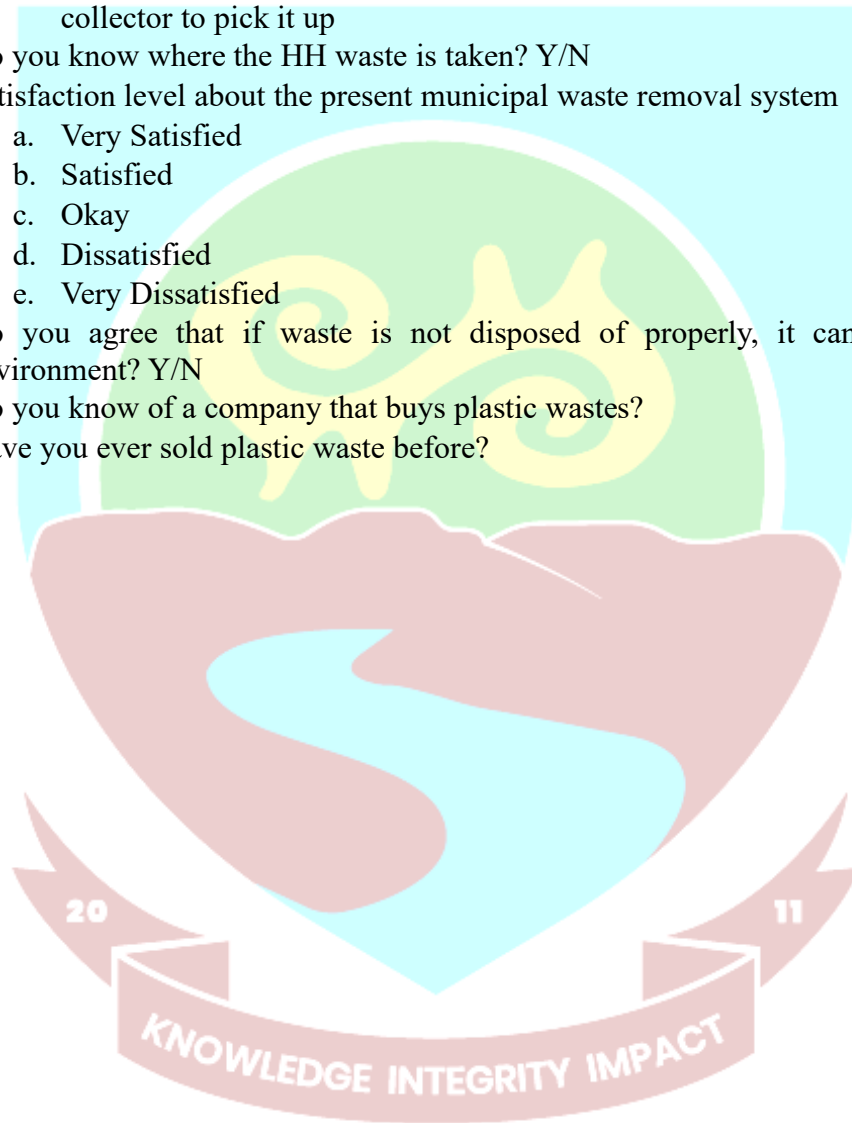 collector to pick it up
o you know where the HH waste is taken? Y/N
tisfaction level about the present municipal waste removal system
a. Very Satisfied
b. Satisfied
c. Okay
d. Dissatisfied
e. Very Dissatisfied
o you agree that if waste is not disposed of properly, it can
vironment? Y/N
o you know of a company that buys plastic wastes?
ave you ever sold plastic waste before?
20
11
KNOWLEDGE INTEGRITY IMPACT